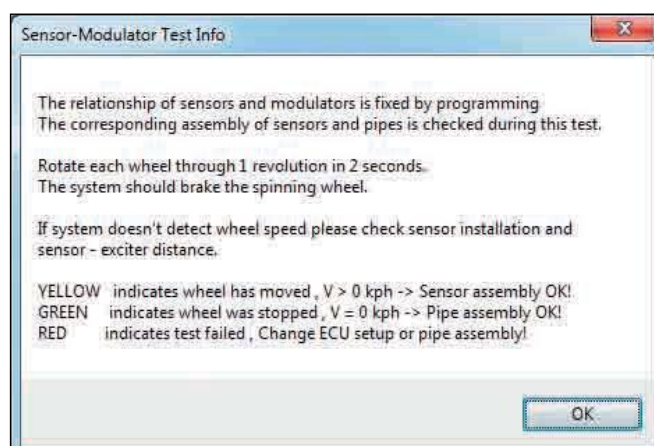 Sensor-Modulator Test Info
The relationship of sensors and modulators is fixed by programming
The corresponding assembly of sensors and pipes is checked during this test.
Rotate each wheel through 1 revolution in 2 seconds.
The system should brake the spinning wheel.
If system doesn't detect wheel speed please check sensor installation and
sensor - exciter distance.
YELLOW indicates wheel has moved , V > 0 kph -> Sensor assembly OK!
GREEN indicates wheel was stopped , V = 0 kph -> Pipe assembly OK!
RED indicates test failed , Change ECU setup or pipe assembly!
OK